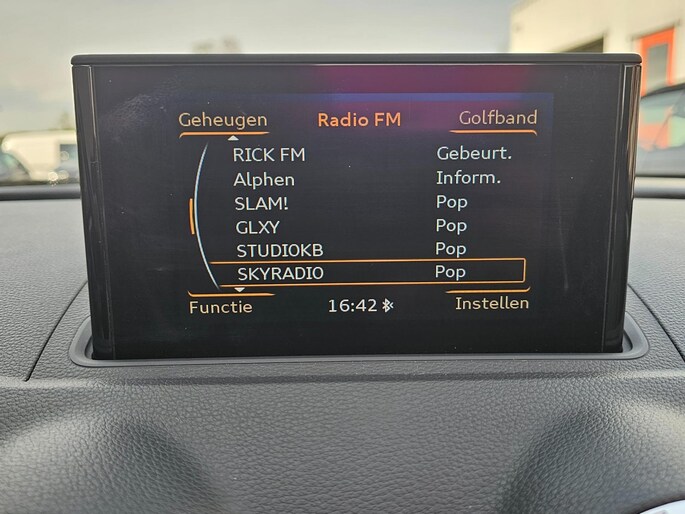 Geheugen Radio FM Golfband
RICK FM Gebeurt.
Alphen Inform.
SLAM! Pop
GLXY Pop
STUDIOKB Pop
SKYRADIO Pop
Functie 16:42 Instellen